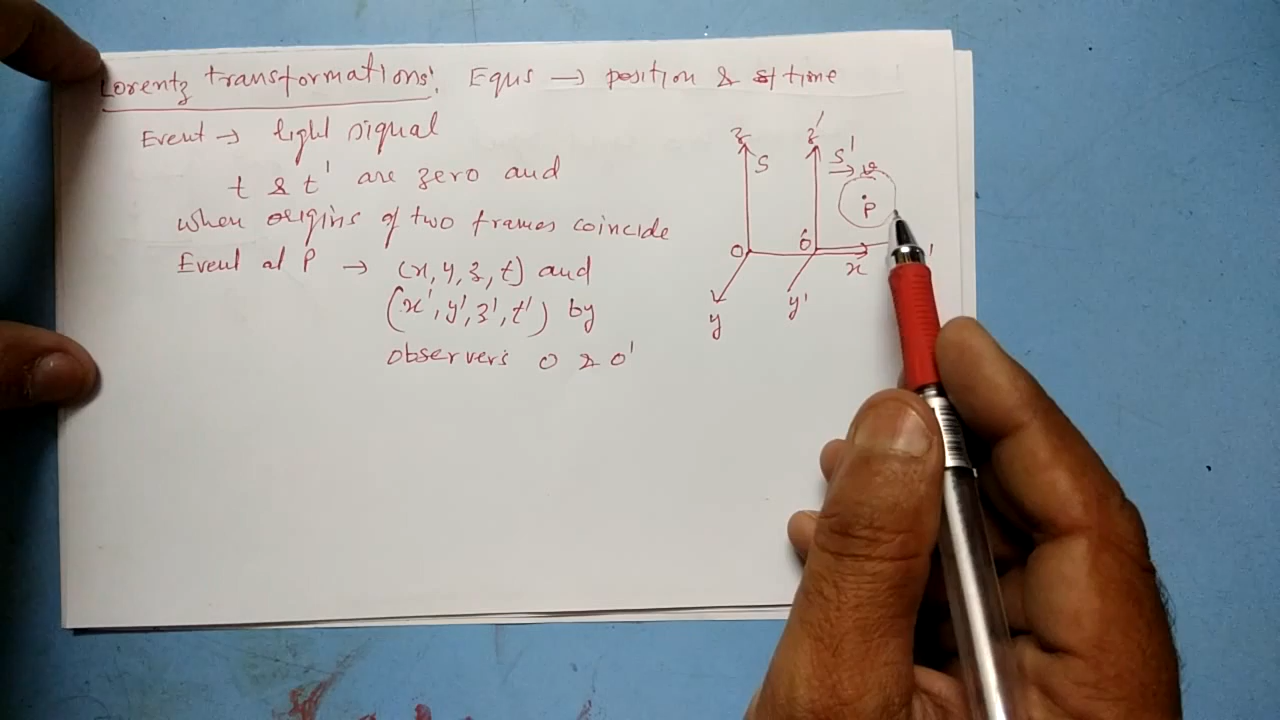 Lorentz transformations: Equs → position & time
Event → light signal
t & t' are zero and
when origins of two frames coincide
Event at P → (x, y, z, t) and
(x', y', z', t') by
observers O & O'
z
S
z'
S'
v
P
O
O'
x
y
y'